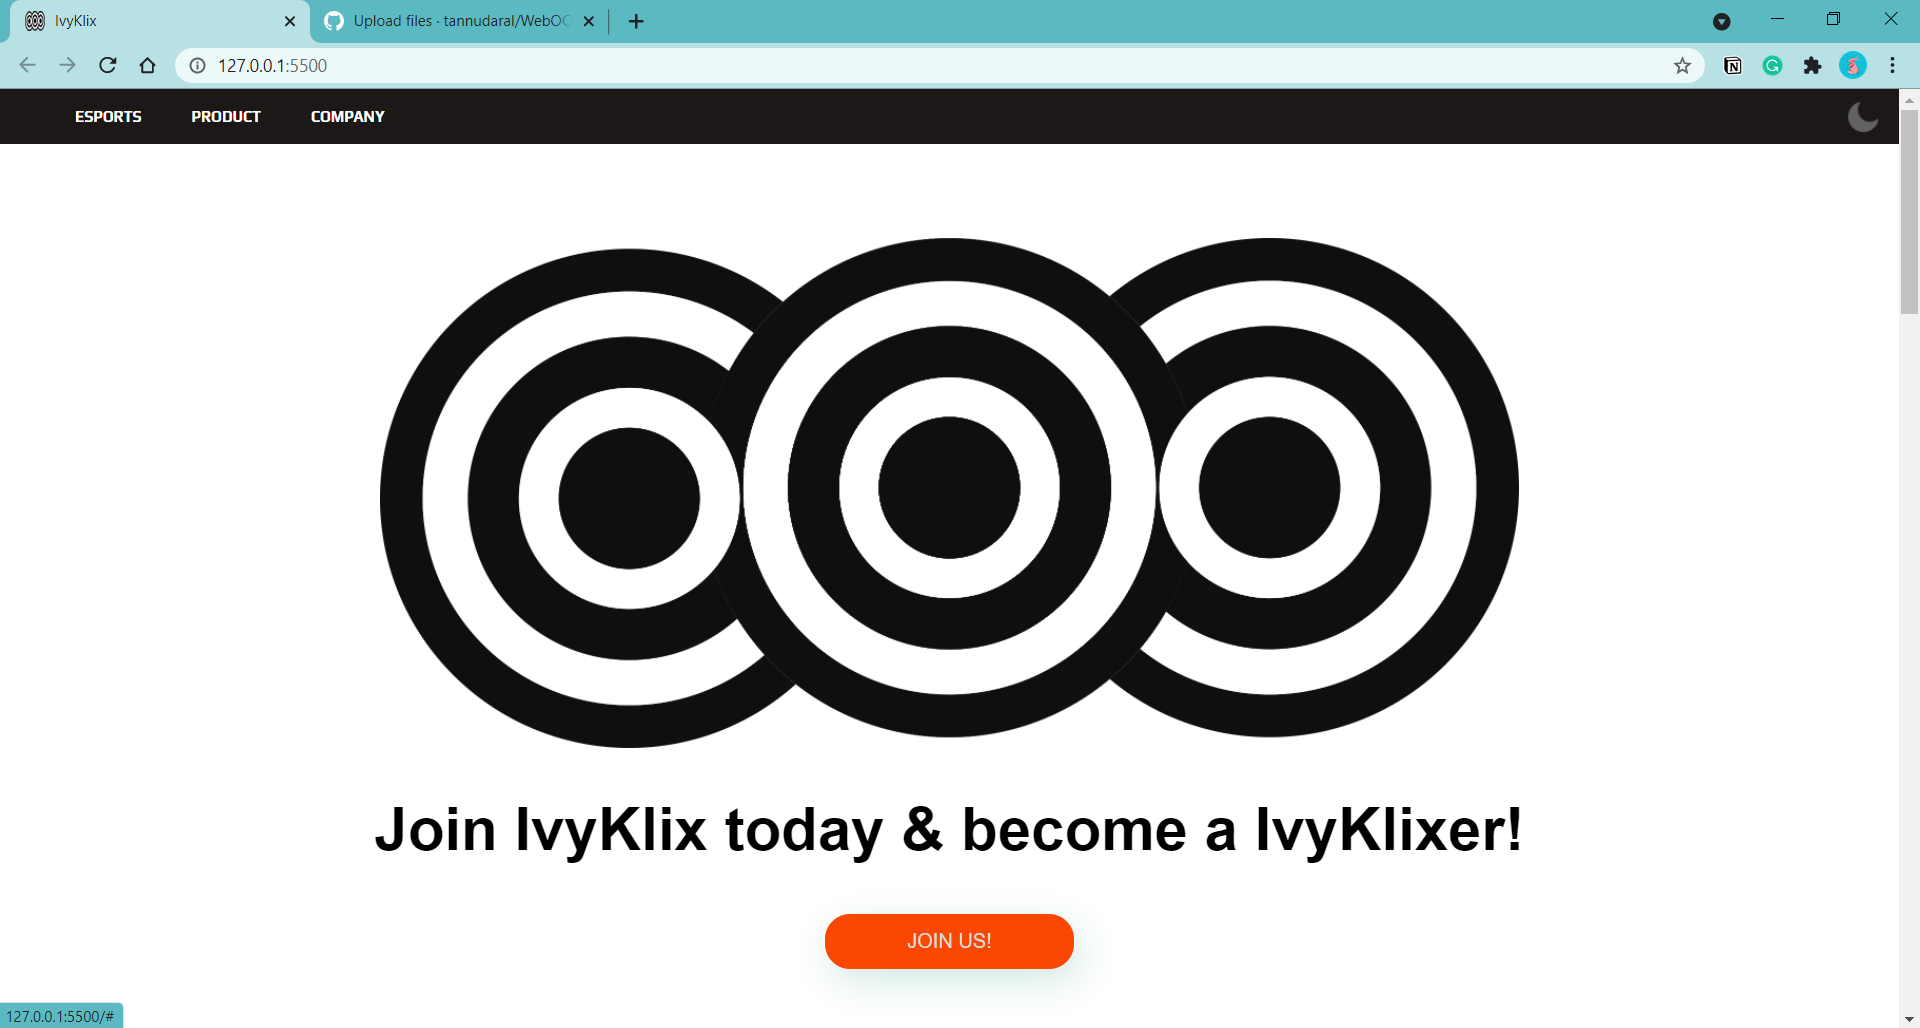 IvyKlix
Upload files · tannudaral/WebOC
127.0.0.1:5500
ESPORTS PRODUCT COMPANY
Join IvyKlix today & become a IvyKlixer!
JOIN US!
127.0.0.1:5500/#